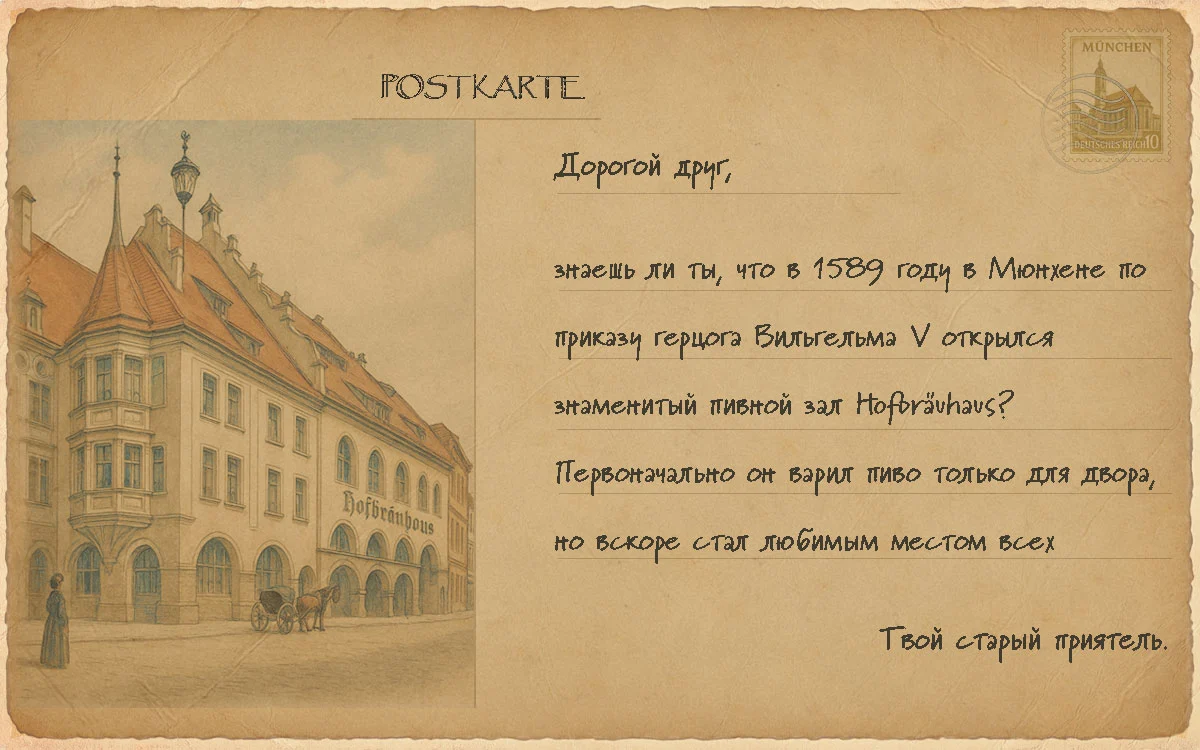 POSTKARTE
MÜNCHEN
DEUTSCHES REICH 10
Дорогой друг,
знаешь ли ты, что в 1589 году в Мюнхене по
приказу герцога Вильгельма V открылся
знаменитый пивной зал Hofbräuhaus?
Первоначально он варил пиво только для двора,
но вскоре стал любимым местом всех
Твой старый приятель.
Hofbräuhous